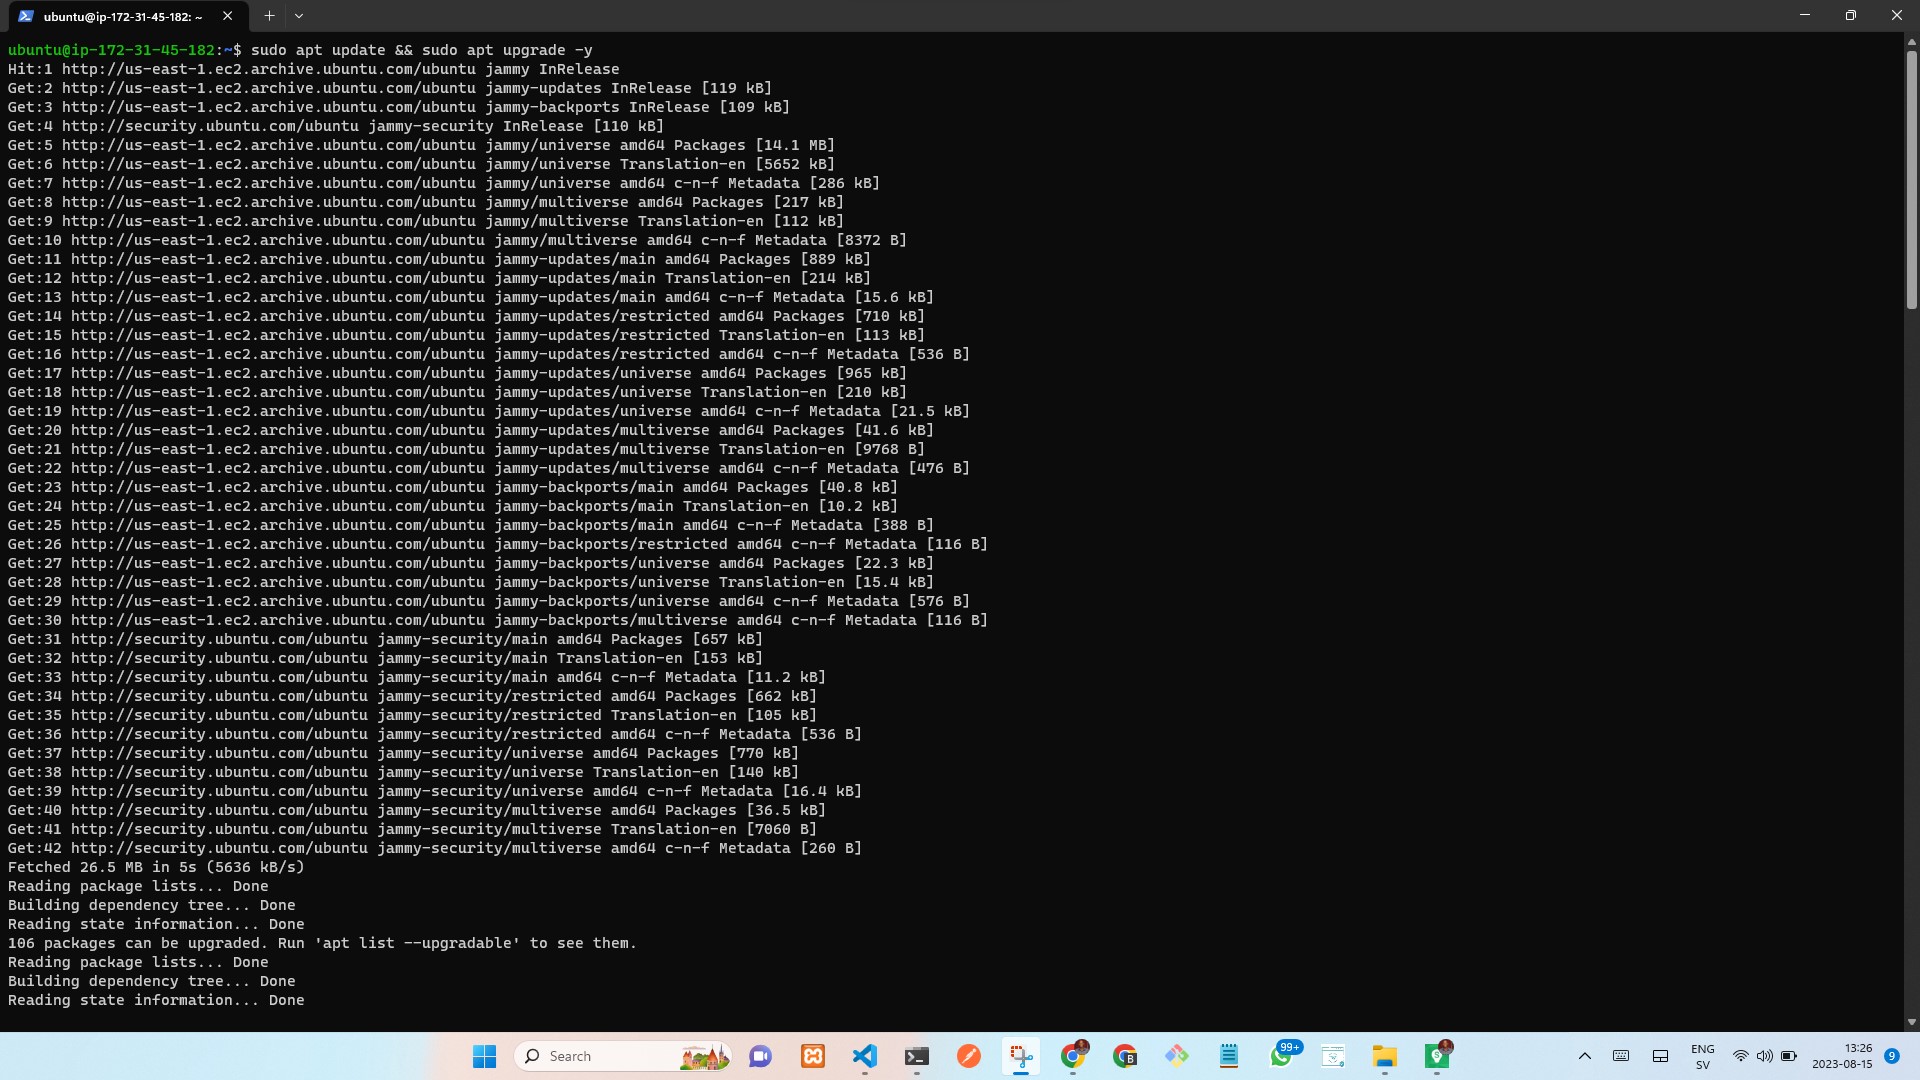 ubuntu@ip-172-31-45-182: ~
ubuntu@ip-172-31-45-182:~$ sudo apt update && sudo apt upgrade -y
Hit:1 http://us-east-1.ec2.archive.ubuntu.com/ubuntu jammy InRelease
Get:2 http://us-east-1.ec2.archive.ubuntu.com/ubuntu jammy-updates InRelease [119 kB]
Get:3 http://us-east-1.ec2.archive.ubuntu.com/ubuntu jammy-backports InRelease [109 kB]
Get:4 http://security.ubuntu.com/ubuntu jammy-security InRelease [110 kB]
Get:5 http://us-east-1.ec2.archive.ubuntu.com/ubuntu jammy/universe amd64 Packages [14.1 MB]
Get:6 http://us-east-1.ec2.archive.ubuntu.com/ubuntu jammy/universe Translation-en [5652 kB]
Get:7 http://us-east-1.ec2.archive.ubuntu.com/ubuntu jammy/universe amd64 c-n-f Metadata [286 kB]
Get:8 http://us-east-1.ec2.archive.ubuntu.com/ubuntu jammy/multiverse amd64 Packages [217 kB]
Get:9 http://us-east-1.ec2.archive.ubuntu.com/ubuntu jammy/multiverse Translation-en [112 kB]
Get:10 http://us-east-1.ec2.archive.ubuntu.com/ubuntu jammy/multiverse amd64 c-n-f Metadata [8372 B]
Get:11 http://us-east-1.ec2.archive.ubuntu.com/ubuntu jammy-updates/main amd64 Packages [889 kB]
Get:12 http://us-east-1.ec2.archive.ubuntu.com/ubuntu jammy-updates/main Translation-en [214 kB]
Get:13 http://us-east-1.ec2.archive.ubuntu.com/ubuntu jammy-updates/main amd64 c-n-f Metadata [15.6 kB]
Get:14 http://us-east-1.ec2.archive.ubuntu.com/ubuntu jammy-updates/restricted amd64 Packages [710 kB]
Get:15 http://us-east-1.ec2.archive.ubuntu.com/ubuntu jammy-updates/restricted Translation-en [113 kB]
Get:16 http://us-east-1.ec2.archive.ubuntu.com/ubuntu jammy-updates/restricted amd64 c-n-f Metadata [536 B]
Get:17 http://us-east-1.ec2.archive.ubuntu.com/ubuntu jammy-updates/universe amd64 Packages [965 kB]
Get:18 http://us-east-1.ec2.archive.ubuntu.com/ubuntu jammy-updates/universe Translation-en [210 kB]
Get:19 http://us-east-1.ec2.archive.ubuntu.com/ubuntu jammy-updates/universe amd64 c-n-f Metadata [21.5 kB]
Get:20 http://us-east-1.ec2.archive.ubuntu.com/ubuntu jammy-updates/multiverse amd64 Packages [41.6 kB]
Get:21 http://us-east-1.ec2.archive.ubuntu.com/ubuntu jammy-updates/multiverse Translation-en [9768 B]
Get:22 http://us-east-1.ec2.archive.ubuntu.com/ubuntu jammy-updates/multiverse amd64 c-n-f Metadata [476 B]
Get:23 http://us-east-1.ec2.archive.ubuntu.com/ubuntu jammy-backports/main amd64 Packages [40.8 kB]
Get:24 http://us-east-1.ec2.archive.ubuntu.com/ubuntu jammy-backports/main Translation-en [10.2 kB]
Get:25 http://us-east-1.ec2.archive.ubuntu.com/ubuntu jammy-backports/main amd64 c-n-f Metadata [388 B]
Get:26 http://us-east-1.ec2.archive.ubuntu.com/ubuntu jammy-backports/restricted amd64 c-n-f Metadata [116 B]
Get:27 http://us-east-1.ec2.archive.ubuntu.com/ubuntu jammy-backports/universe amd64 Packages [22.3 kB]
Get:28 http://us-east-1.ec2.archive.ubuntu.com/ubuntu jammy-backports/universe Translation-en [15.4 kB]
Get:29 http://us-east-1.ec2.archive.ubuntu.com/ubuntu jammy-backports/universe amd64 c-n-f Metadata [576 B]
Get:30 http://us-east-1.ec2.archive.ubuntu.com/ubuntu jammy-backports/multiverse amd64 c-n-f Metadata [116 B]
Get:31 http://security.ubuntu.com/ubuntu jammy-security/main amd64 Packages [657 kB]
Get:32 http://security.ubuntu.com/ubuntu jammy-security/main Translation-en [153 kB]
Get:33 http://security.ubuntu.com/ubuntu jammy-security/main amd64 c-n-f Metadata [11.2 kB]
Get:34 http://security.ubuntu.com/ubuntu jammy-security/restricted amd64 Packages [662 kB]
Get:35 http://security.ubuntu.com/ubuntu jammy-security/restricted Translation-en [105 kB]
Get:36 http://security.ubuntu.com/ubuntu jammy-security/restricted amd64 c-n-f Metadata [536 B]
Get:37 http://security.ubuntu.com/ubuntu jammy-security/universe amd64 Packages [770 kB]
Get:38 http://security.ubuntu.com/ubuntu jammy-security/universe Translation-en [140 kB]
Get:39 http://security.ubuntu.com/ubuntu jammy-security/universe amd64 c-n-f Metadata [16.4 kB]
Get:40 http://security.ubuntu.com/ubuntu jammy-security/multiverse amd64 Packages [36.5 kB]
Get:41 http://security.ubuntu.com/ubuntu jammy-security/multiverse Translation-en [7060 B]
Get:42 http://security.ubuntu.com/ubuntu jammy-security/multiverse amd64 c-n-f Metadata [260 B]
Fetched 26.5 MB in 5s (5636 kB/s)
Reading package lists... Done
Building dependency tree... Done
Reading state information... Done
106 packages can be upgraded. Run 'apt list --upgradable' to see them.
Reading package lists... Done
Building dependency tree... Done
Reading state information... Done
Search
99+
ENG
SV
13:26
2023-08-15
9